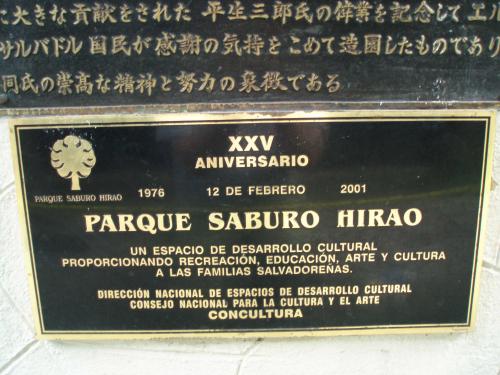 に大きな貢献をされた 平生三郎氏の偉業を記念してエル
サルバドル国民が感謝の気持をこめて造園したものであり
同氏の崇高な精神と努力の象徴である
XXV
ANIVERSARIO
PARQUE SABURO HIRAO
1976 12 DE FEBRERO 2001
PARQUE SABURO HIRAO
UN ESPACIO DE DESARROLLO CULTURAL
PROPORCIONANDO RECREACIÓN, EDUCACIÓN, ARTE Y CULTURA
A LAS FAMILIAS SALVADOREÑAS.
DIRECCIÓN NACIONAL DE ESPACIOS DE DESARROLLO CULTURAL
CONSEJO NACIONAL PARA LA CULTURA Y EL ARTE
CONCULTURA